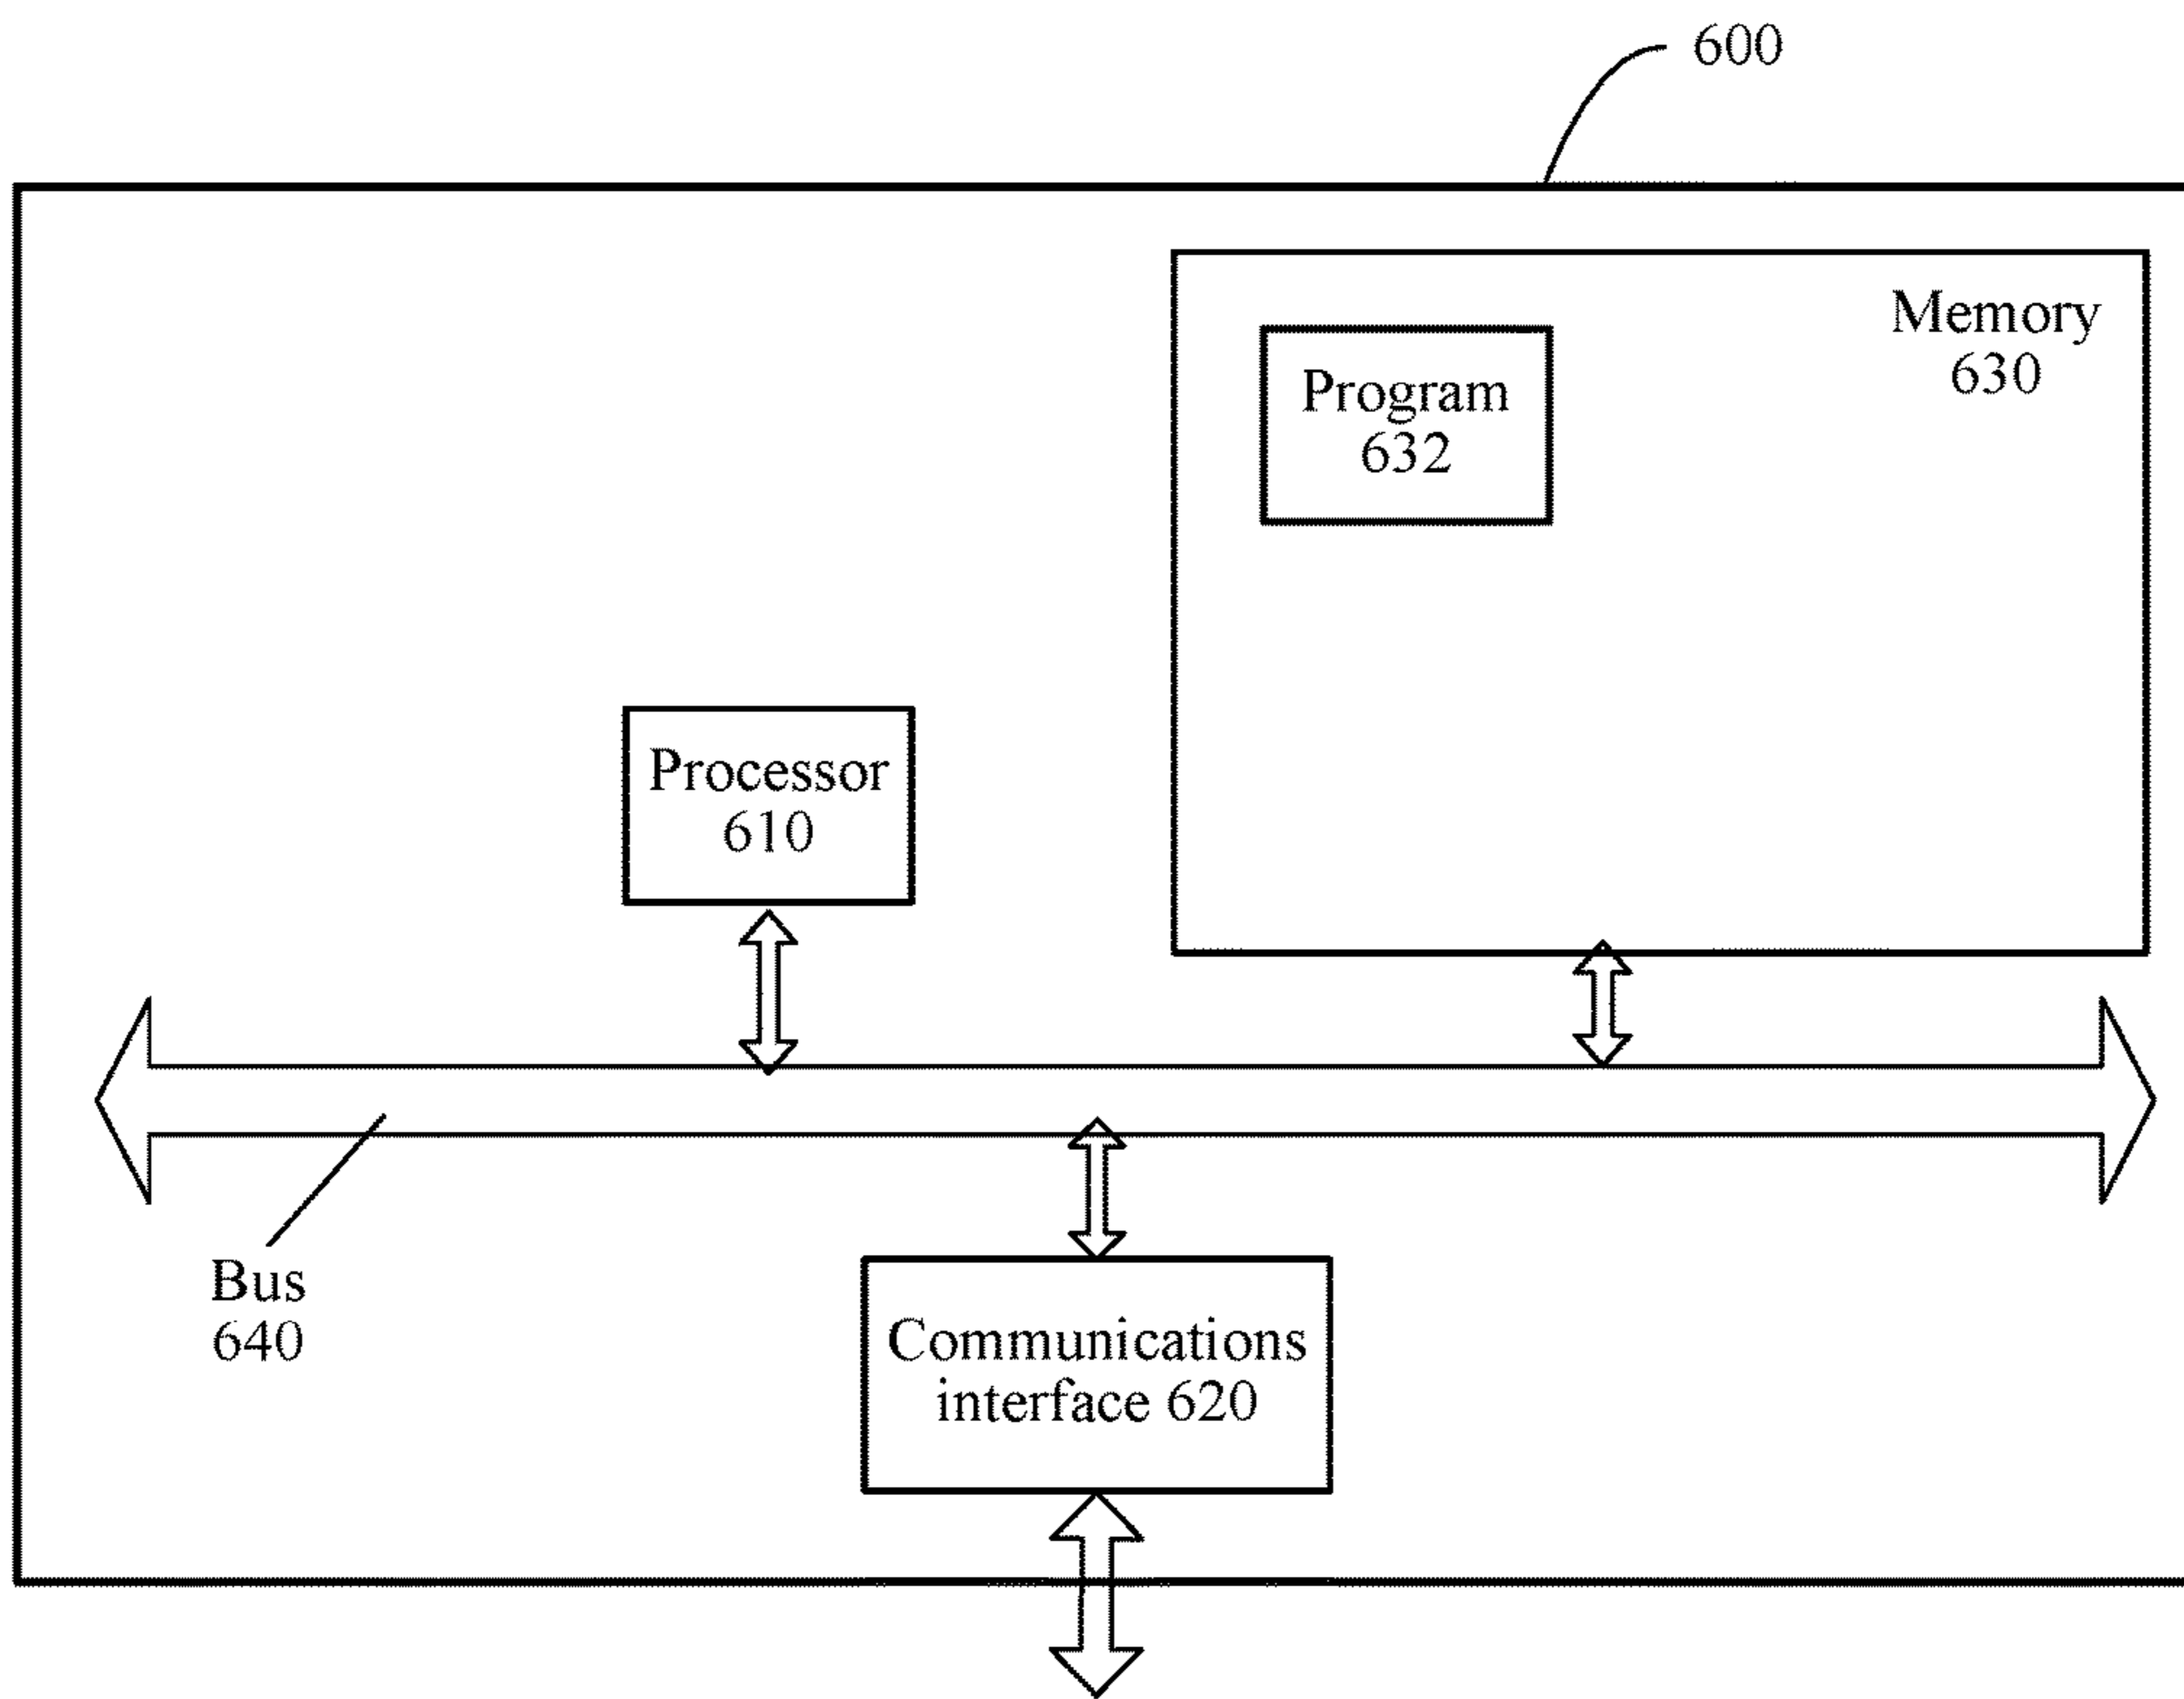 600
Memory
630
Program
632
Processor
610
Bus
640
Communications
interface 620